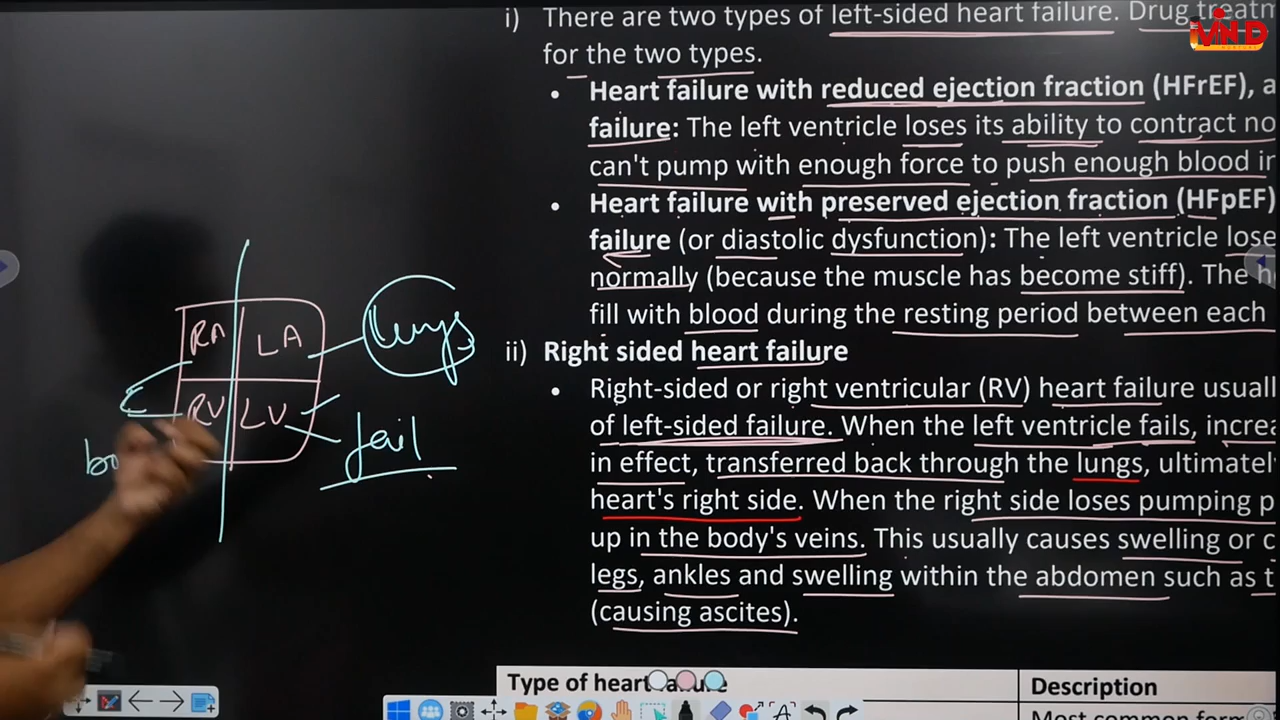 i) There are two types of left-sided heart failure. Drug
for the two types.
• Heart failure with reduced ejection fraction (HFrEF),
failure: The left ventricle loses its ability to contract
can't pump with enough force to push enough blood
• Heart failure with preserved ejection fraction (HFpEF)
failure (or diastolic dysfunction): The left ventricle
normally (because the muscle has become stiff). The
fill with blood during the resting period between each
ii) Right sided heart failure
• Right-sided or right ventricular (RV) heart failure
of left-sided failure. When the left ventricle fails,
in effect, transferred back through the lungs,
heart's right side. When the right side loses pumping
up in the body's veins. This usually causes swelling or
legs, ankles and swelling within the abdomen such as
(causing ascites).
Type of heart failure
Description
Most common
RA LA lungs
RV LV fail